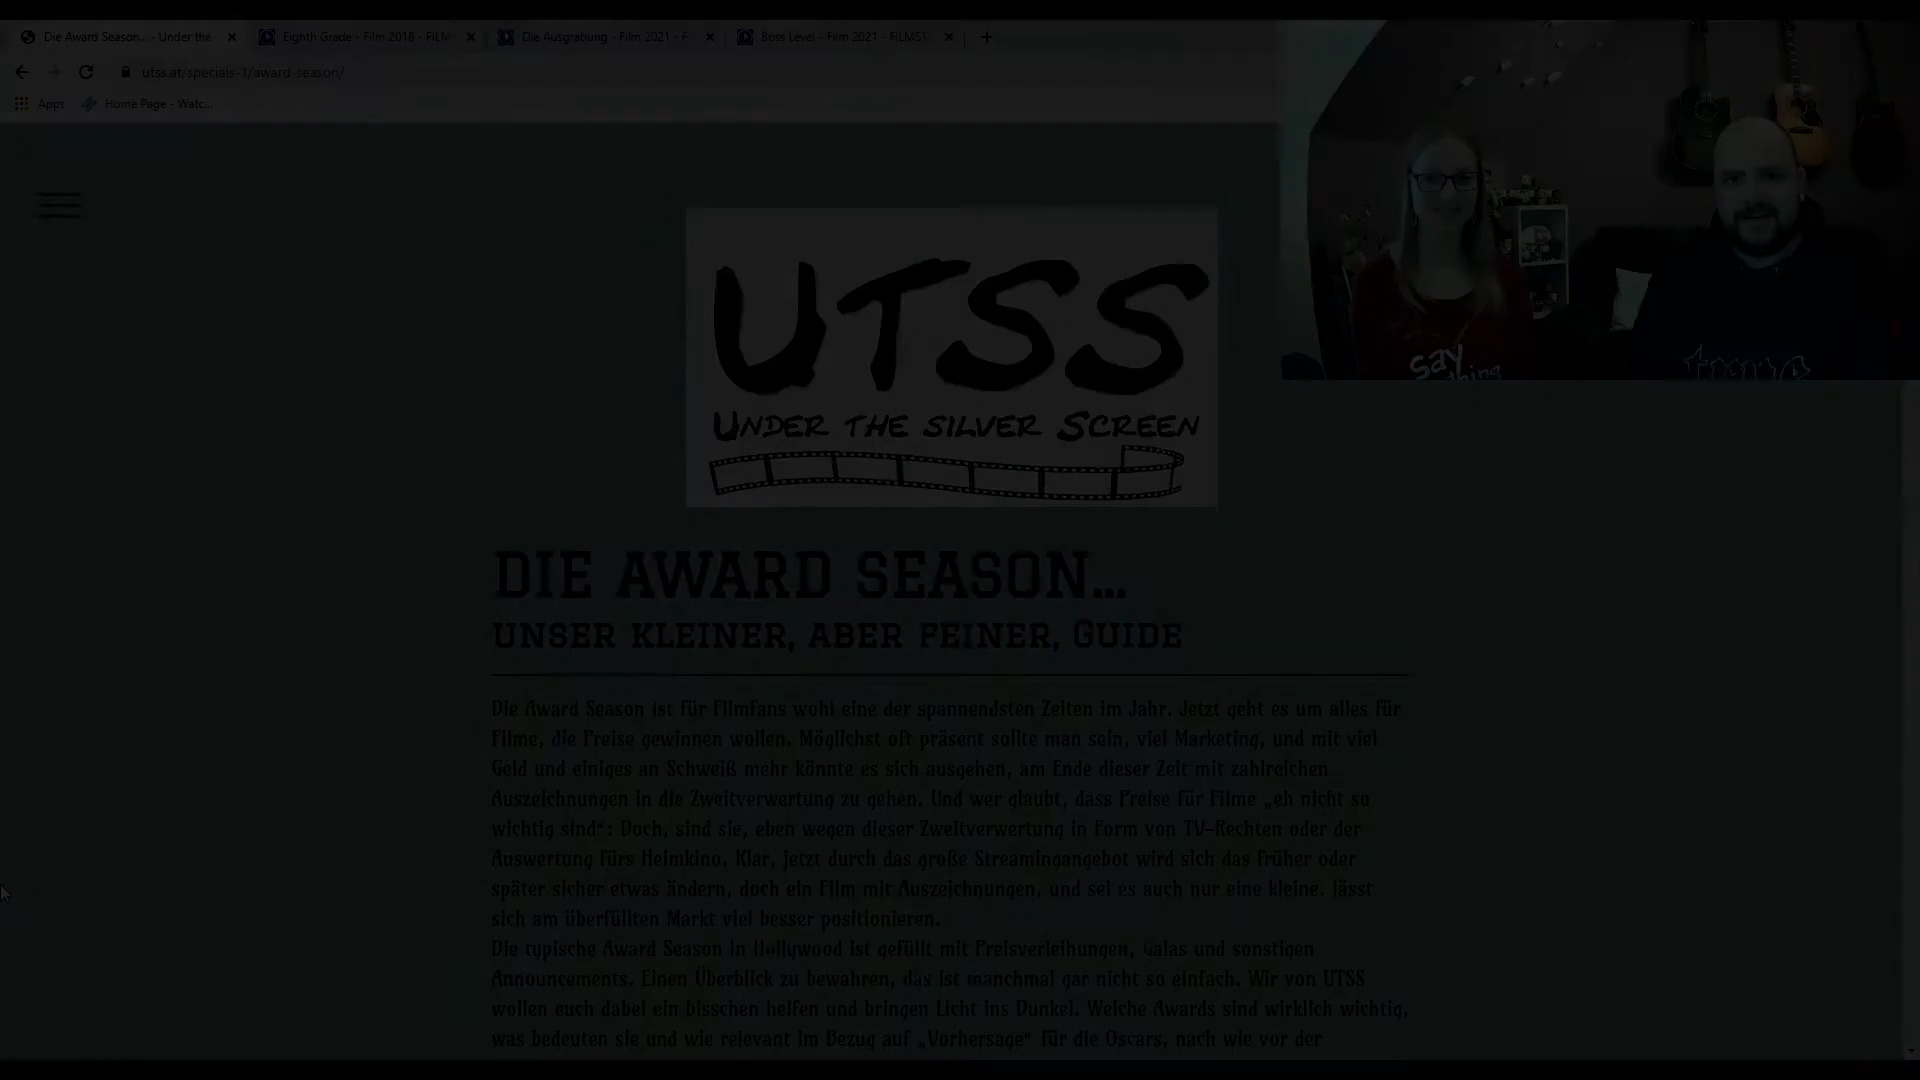 Die Award Season... - Under the
Eighth Grade - Film 2018 - FILM
Die Ausgrabung - Film 2021 - F
Boss Level - Film 2021 - FILMST
utss.at/specials-1/award-season/
Apps
Home Page - Watc...
UTSS
Under the silver Screen
Say
thing
DIE AWARD SEASON...
unser kleiner, aber feiner, Guide
Die Award Season ist für Filmfans wohl eine der spannendsten Zeiten im Jahr. Jetzt geht es um alles für
Filme, die Preise gewinnen wollen. Möglichst oft präsent sollte man sein, viel Marketing, und mit viel
Geld und einiges an Schweiß mehr könnte es sich ausgehen, am Ende dieser Zeit mit zahlreichen
Auszeichnungen in die Zweitverwertung zu gehen. Und wer glaubt, dass Preise für Filme „eh nicht so
wichtig sind“: Doch, sind sie, eben wegen dieser Zweitverwertung in Form von TV-Rechten oder der
Auswertung fürs Heimkino. Klar, jetzt durch das große Streamingangebot wird sich das früher oder
später sicher etwas ändern, doch ein Film mit Auszeichnungen, und sei es auch nur eine kleine. lässt
sich am überfüllten Markt viel besser positionieren.
Die typische Award Season in Hollywood ist gefüllt mit Preisverleihungen, Galas und sonstigen
Announcements. Einen Überblick zu bewahren, das ist manchmal gar nicht so einfach. Wir von UTSS
wollen euch dabei ein bisschen helfen und bringen Licht ins Dunkel. Welche Awards sind wirklich wichtig,
was bedeuten sie und wie relevant im Bezug auf „Vorhersage“ für die Oscars, nach wie vor der